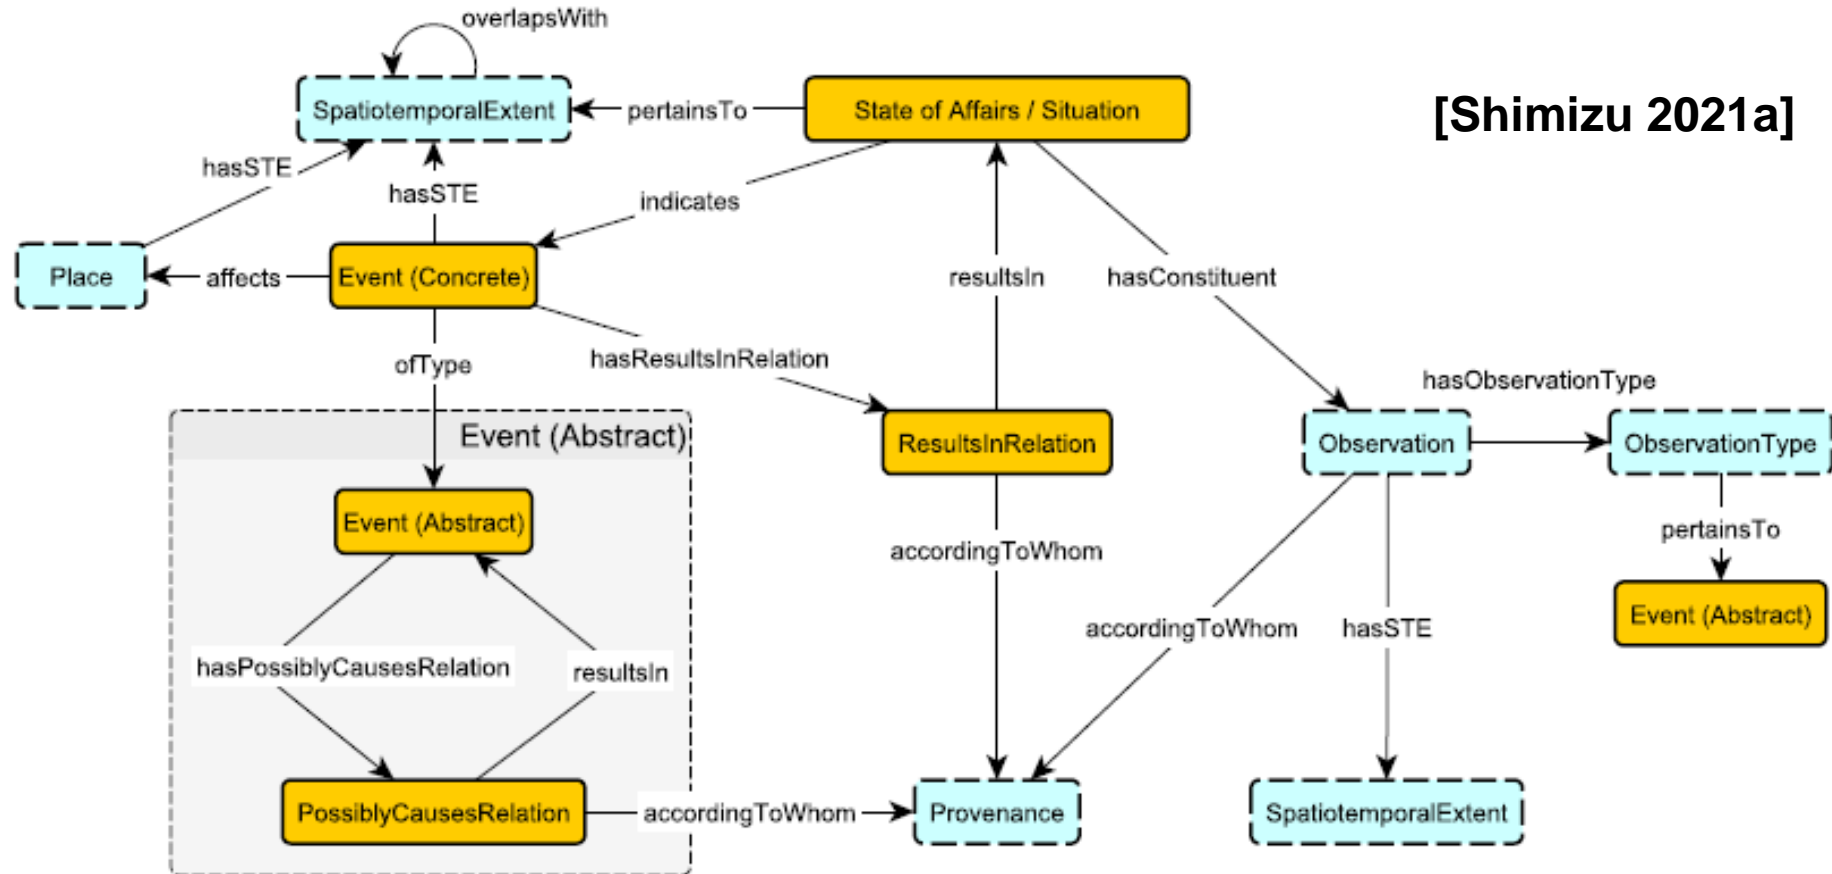 overlapsWith
SpatiotemporalExtent
pertainsTo
State of Affairs / Situation
[Shimizu 2021a]
hasSTE
hasSTE
indicates
Place
affects
Event (Concrete)
resultsIn
hasConstituent
ofType
hasResultsInRelation
hasObservationType
Event (Abstract)
ResultsInRelation
Observation
ObservationType
Event (Abstract)
pertainsTo
accordingToWhom
Event (Abstract)
accordingToWhom
hasSTE
hasPossiblyCausesRelation
resultsIn
PossiblyCausesRelation
accordingToWhom
Provenance
SpatiotemporalExtent